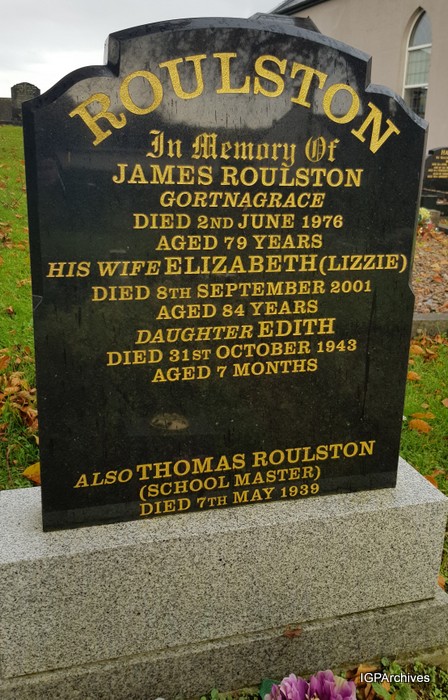 ROULSTON
In Memory Of
JAMES ROULSTON
GORTNAGRACE
DIED 2ND JUNE 1976
AGED 79 YEARS
HIS WIFE ELIZABETH (LIZZIE)
DIED 8TH SEPTEMBER 2001
AGED 84 YEARS
DAUGHTER EDITH
DIED 31ST OCTOBER 1943
AGED 7 MONTHS
ALSO THOMAS ROULSTON
(SCHOOL MASTER)
DIED 7TH MAY 1939
IGPArchives